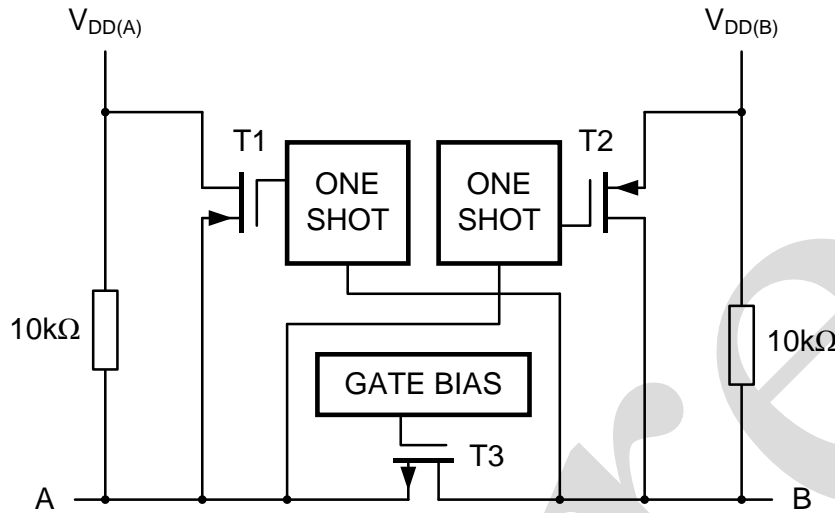 VDD(A)
VDD(B)
T1
ONE
SHOT
ONE
SHOT
T2
10kΩ
10kΩ
GATE BIAS
T3
A
B